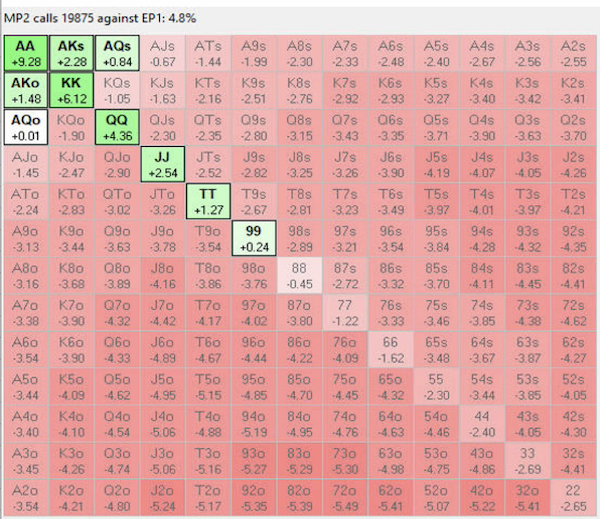 MP2 calls 19875 against EP1: 4.8%
AA AKs AQs AJs ATs A9s A8s A7s A6s A5s A4s A3s A2s
+9.28 +2.28 +0.84 -0.67 -1.44 -1.99 -2.30 -2.33 -2.48 -2.40 -2.67 -2.56 -2.55
AKo KK KQs KJs KTs K9s K8s K7s K6s K5s K4s K3s K2s
+1.48 +6.12 -1.05 -1.63 -2.16 -2.51 -2.76 -2.92 -2.93 -3.27 -3.40 -3.42 -3.41
AQo KQo QQ QJs QTs Q9s Q8s Q7s Q6s Q5s Q4s Q3s Q2s
+0.01 -1.90 +4.36 -2.30 -2.35 -2.80 -3.15 -3.43 -3.35 -3.71 -3.90 -3.63 -3.70
AJo KJo QJo JJ JTs J9s J8s J7s J6s J5s J4s J3s J2s
-1.45 -2.47 -2.90 +2.54 -2.52 -2.82 -3.25 -3.26 -3.90 -4.19 -4.07 -4.05 -4.26
ATo KTo QTo JTo TT T9s T8s T7s T6s T5s T4s T3s T2s
-2.24 -2.83 -3.02 -3.26 +1.27 -2.67 -2.81 -3.23 -3.49 -3.97 -4.01 -3.97 -4.21
A9o K9o Q9o J9o T9o 99 98s 97s 96s 95s 94s 93s 92s
-3.13 -3.44 -3.63 -3.78 -3.54 +0.24 -2.89 -3.21 -3.54 -3.84 -4.28 -4.32 -4.35
A8o K8o Q8o J8o T8o 98o 88 87s 86s 85s 84s 83s 82s
-3.16 -3.68 -3.89 -4.16 -3.86 -3.76 -0.45 -2.72 -3.32 -3.70 -4.11 -4.45 -4.41
A7o K7o Q7o J7o T7o 97o 87o 77 76s 75s 74s 73s 72s
-3.38 -3.90 -4.32 -4.42 -4.17 -4.02 -3.80 -1.22 -3.33 -3.46 -3.85 -4.38 -4.62
A6o K6o Q6o J6o T6o 96o 86o 76o 66 65s 64s 63s 62s
-3.54 -3.90 -4.33 -4.89 -4.67 -4.44 -4.22 -4.09 -1.62 -3.48 -3.67 -3.87 -4.27
A5o K5o Q5o J5o T5o 95o 85o 75o 65o 55 54s 53s 52s
-3.44 -4.09 -4.62 -4.95 -5.15 -4.85 -4.70 -4.45 -4.32 -2.30 -3.44 -3.85 -4.05
A4o K4o Q4o J4o T4o 94o 84o 74o 64o 54o 44 43s 42s
-3.40 -4.10 -4.54 -5.06 -4.88 -5.19 -4.95 -4.76 -4.63 -4.46 -2.40 -4.05 -4.30
A3o K3o Q3o J3o T3o 93o 83o 73o 63o 53o 43o 33 32s
-3.45 -4.26 -4.74 -5.06 -5.16 -5.27 -5.29 -5.30 -4.98 -4.75 -4.86 -2.69 -4.41
A2o K2o Q2o J2o T2o 92o 82o 72o 62o 52o 42o 32o 22
-3.54 -4.21 -4.80 -5.24 -5.17 -5.35 -5.39 -5.49 -5.41 -5.07 -5.22 -5.41 -2.65